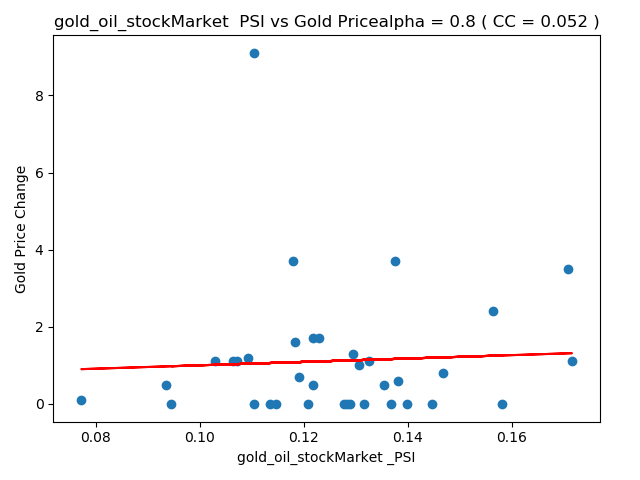 gold_oil_stockMarket  PSI vs Gold Pricealpha = 0.8 ( CC = 0.052 )
8
6
4
2
0
Gold Price Change
0.08 0.10 0.12 0.14 0.16
gold_oil_stockMarket _PSI